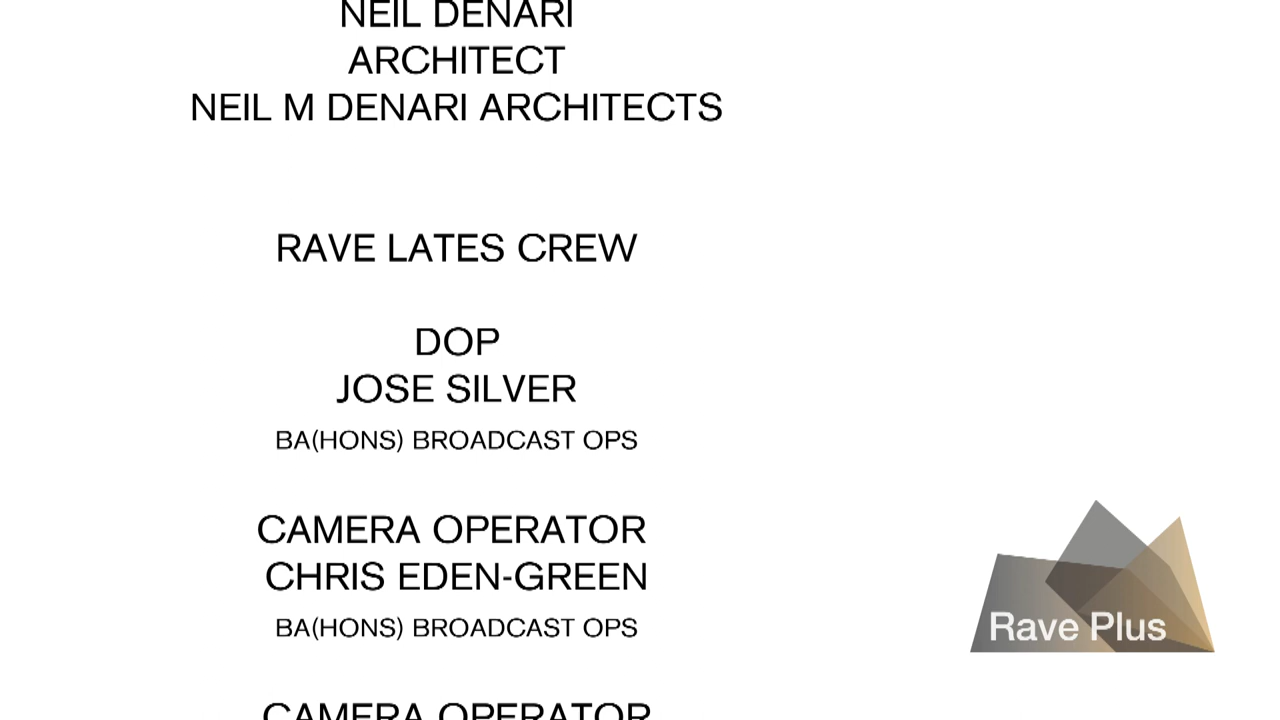 NEIL DENARI
ARCHITECT
NEIL M DENARI ARCHITECTS
RAVE LATES CREW
DOP
JOSE SILVER
BA(HONS) BROADCAST OPS
CAMERA OPERATOR
CHRIS EDEN-GREEN
BA(HONS) BROADCAST OPS
Rave Plus
CAMERA OPERATOR